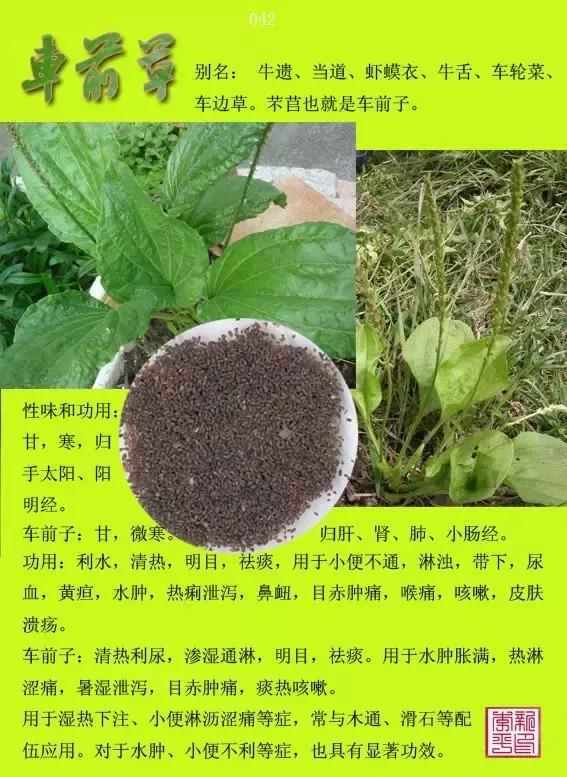 042
车前草
别名： 牛遗、当道、虾蟆衣、牛舌、车轮菜、
车边草。芣苢也就是车前子。
性味和功用：
甘，寒，归
手太阳、阳
明经。
车前子：甘，微寒。 归肝、肾、肺、小肠经。
功用：利水，清热，明目，祛痰，用于小便不通，淋浊，带下，尿
血，黄疸，水肿，热痢泄泻，鼻衄，目赤肿痛，喉痛，咳嗽，皮肤
溃疡。
车前子：清热利尿，渗湿通淋，明目，祛痰。用于水肿胀满，热淋
涩痛，暑湿泄泻，目赤肿痛，痰热咳嗽。
用于湿热下注、小便淋沥涩痛等症，常与木通、滑石等配
伍应用。对于水肿、小便不利等症，也具有显著功效。